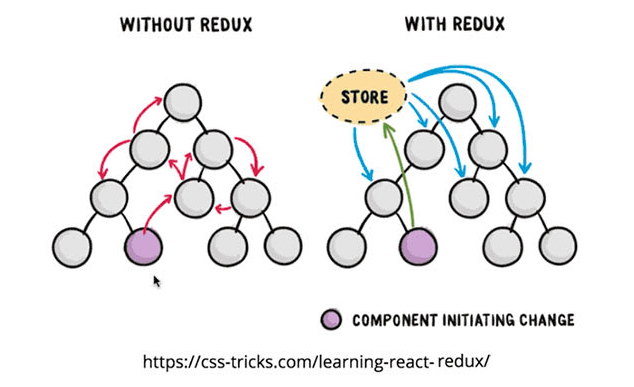 WITHOUT REDUX
WITH REDUX
STORE
COMPONENT INITIATING CHANGE
https://css-tricks.com/learning-react-redux/